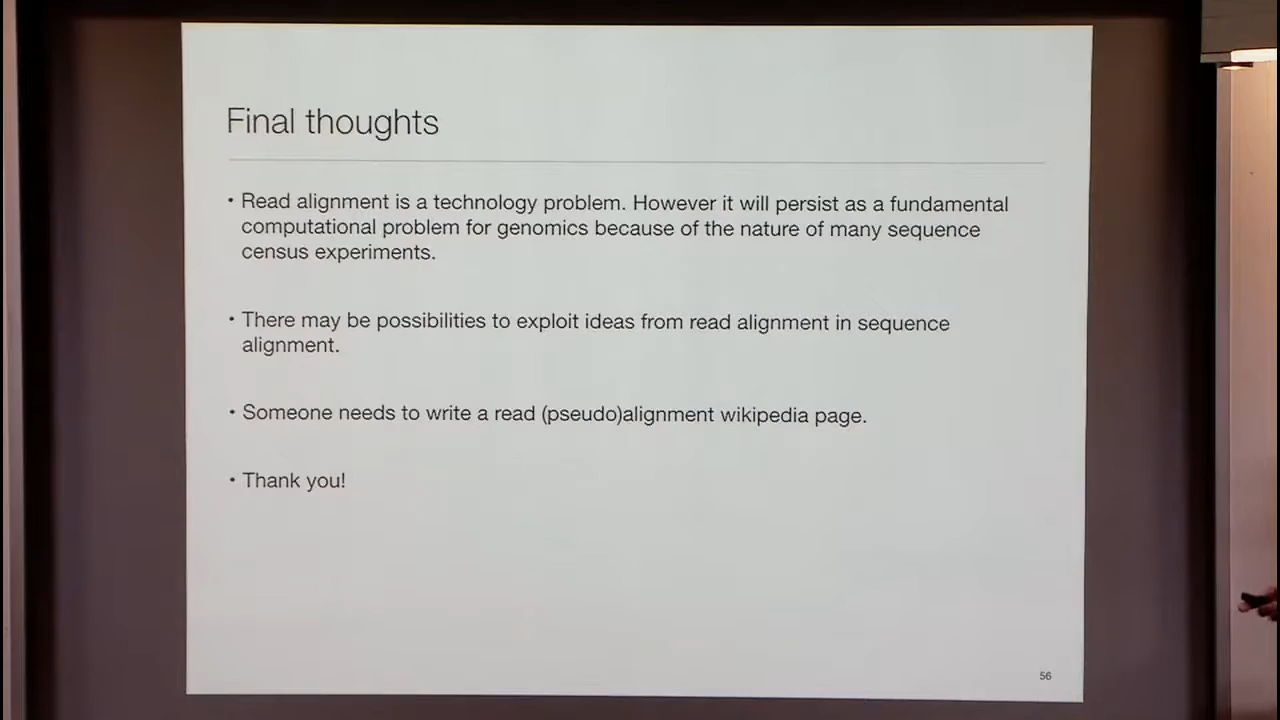 Final thoughts
• Read alignment is a technology problem. However it will persist as a fundamental
computational problem for genomics because of the nature of many sequence
census experiments.
• There may be possibilities to exploit ideas from read alignment in sequence
alignment.
• Someone needs to write a read (pseudo)alignment wikipedia page.
• Thank you!
56